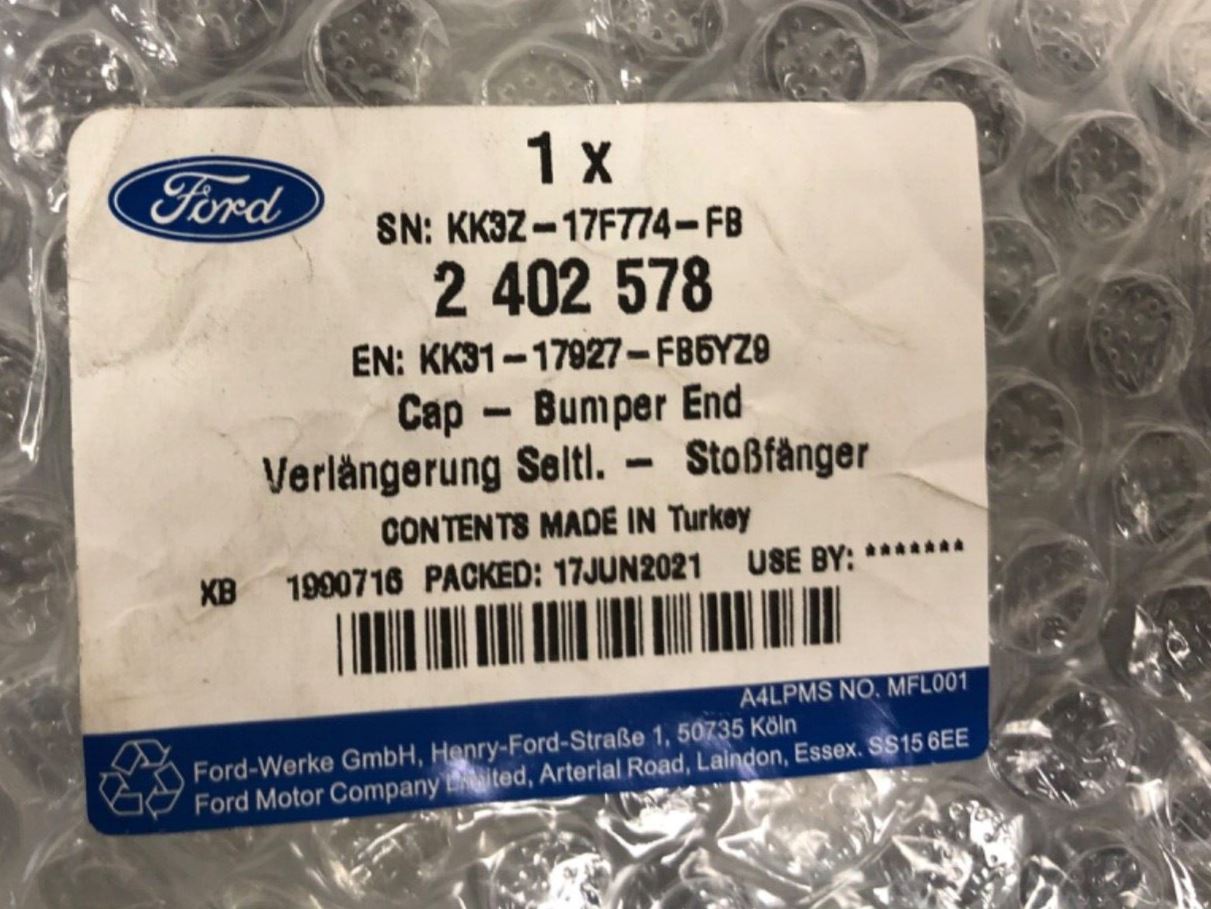 Ford
1 x
SN: KK3Z-17F774-FB
2 402 578
EN: KK31-17927-FB5YZ9
Cap - Bumper End
Verlängerung Seitl. - Stoßfänger
CONTENTS MADE IN Turkey
XB 1990716 PACKED: 17JUN2021 USE BY: *******
A4LPMS NO. MFL001
Ford-Werke GmbH, Henry-Ford-Straße 1, 50735 Köln
Ford Motor Company Limited, Arterial Road, Laindon, Essex. SS15 6EE